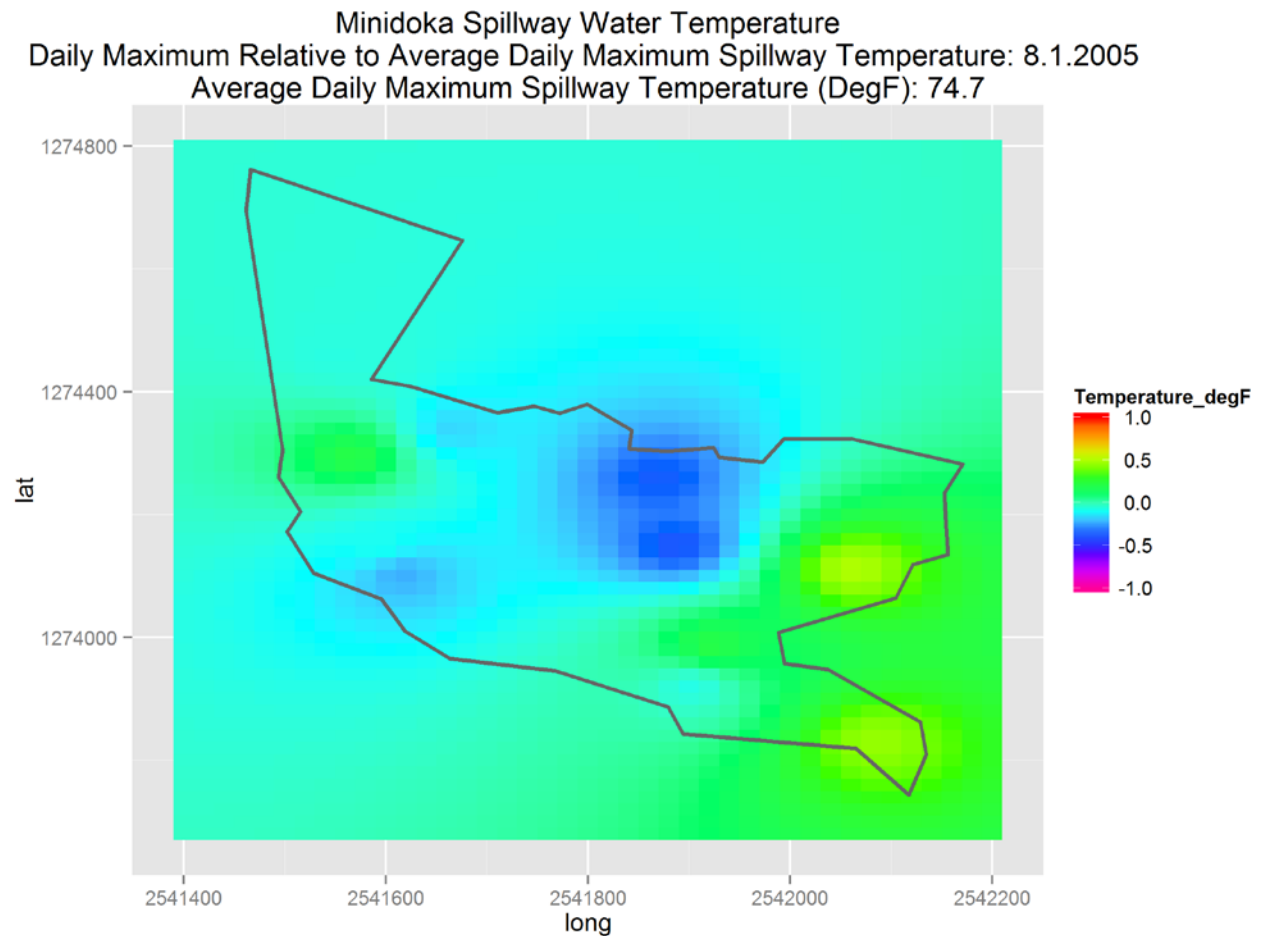 Minidoka Spillway Water Temperature
Daily Maximum Relative to Average Daily Maximum Spillway Temperature: 8.1.2005
Average Daily Maximum Spillway Temperature (DegF): 74.7
1274800
1274400
1274000
lat
2541400 2541600 2541800 2542000 2542200
long
Temperature_degF
1.0
0.5
0.0
-0.5
-1.0